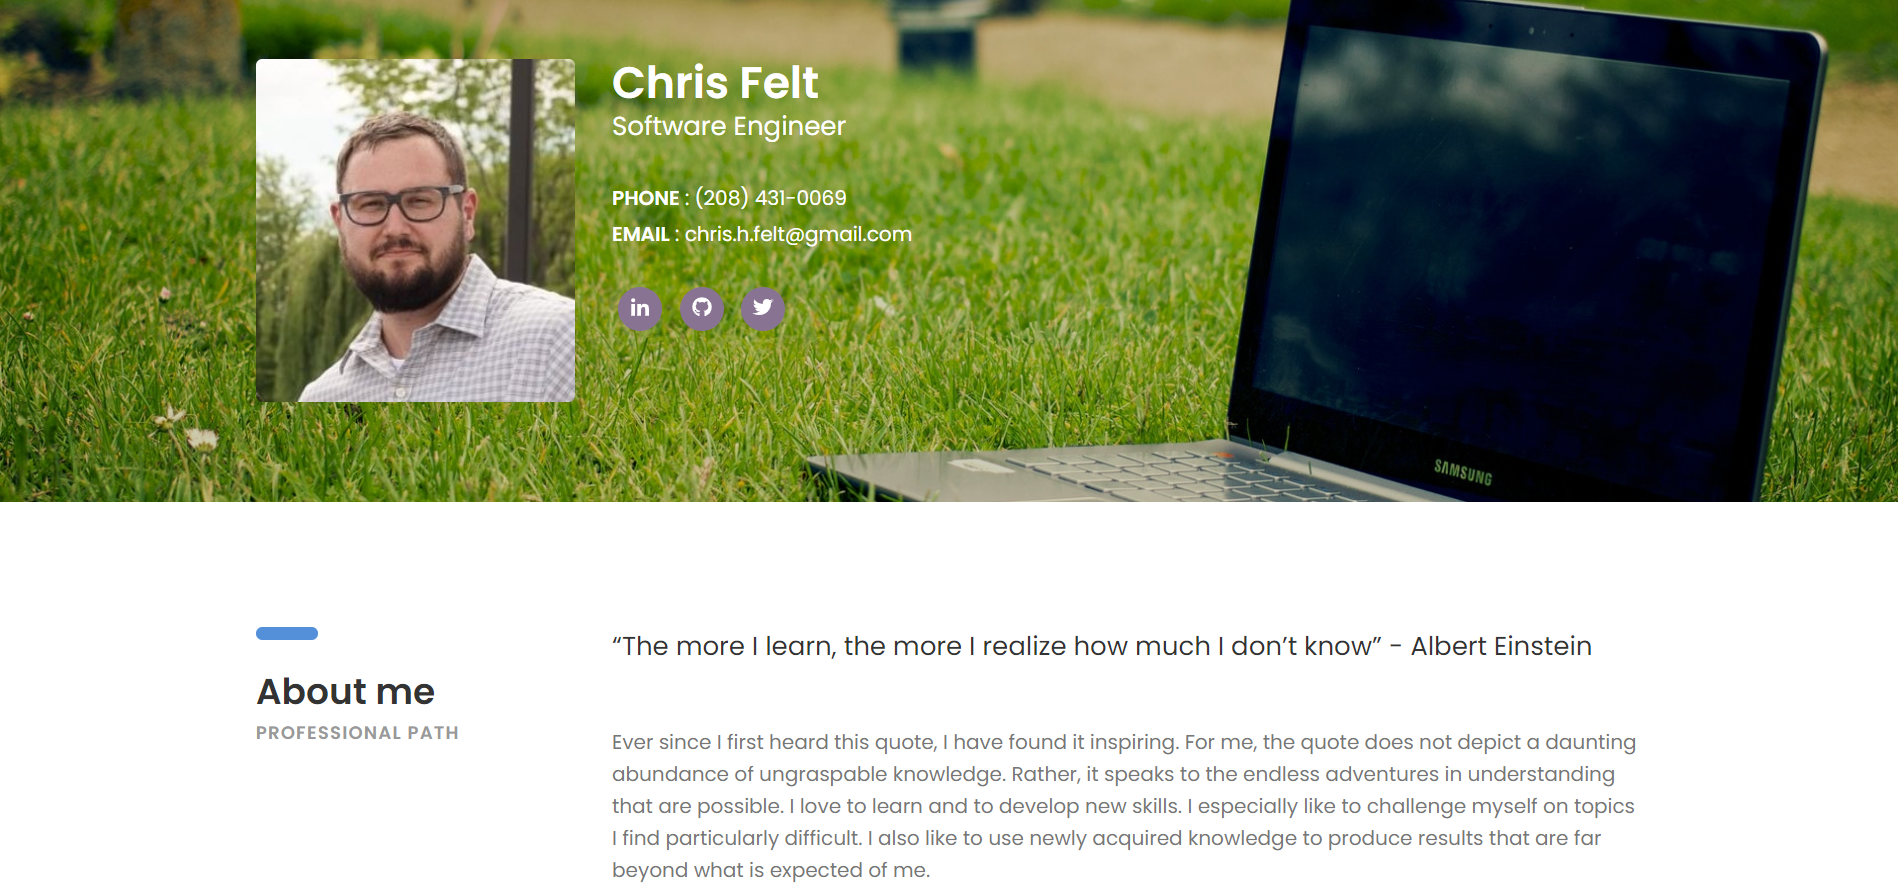 Chris Felt
Software Engineer
PHONE : (208) 431-0069
EMAIL : chris.h.felt@gmail.com
in
SAMSUNG
“The more I learn, the more I realize how much I don’t know” - Albert Einstein
About me
PROFESSIONAL PATH
Ever since I first heard this quote, I have found it inspiring. For me, the quote does not depict a daunting
abundance of ungraspable knowledge. Rather, it speaks to the endless adventures in understanding
that are possible. I love to learn and to develop new skills. I especially like to challenge myself on topics
I find particularly difficult. I also like to use newly acquired knowledge to produce results that are far
beyond what is expected of me.